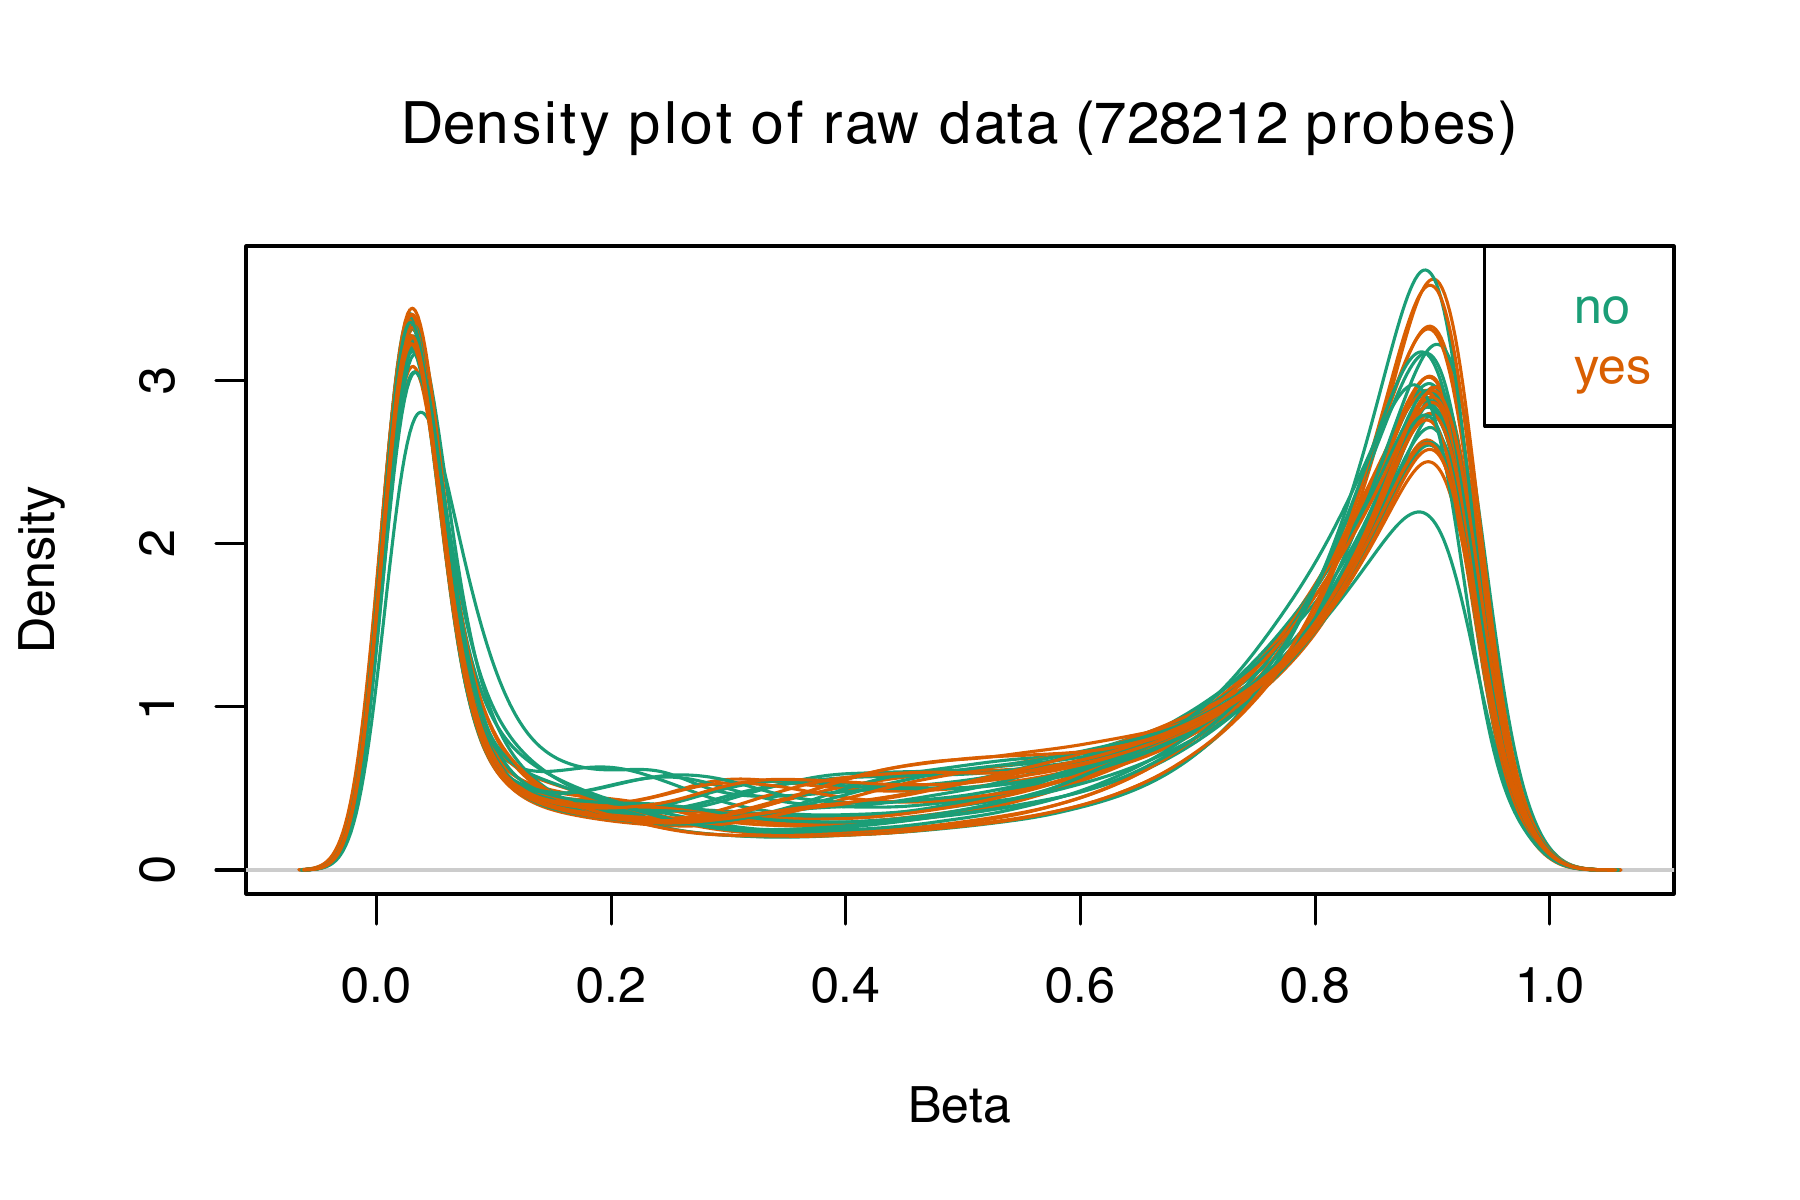 Density plot of raw data (728212 probes)
no
yes
Density
3
2
1
0
0.0 0.2 0.4 0.6 0.8 1.0
Beta